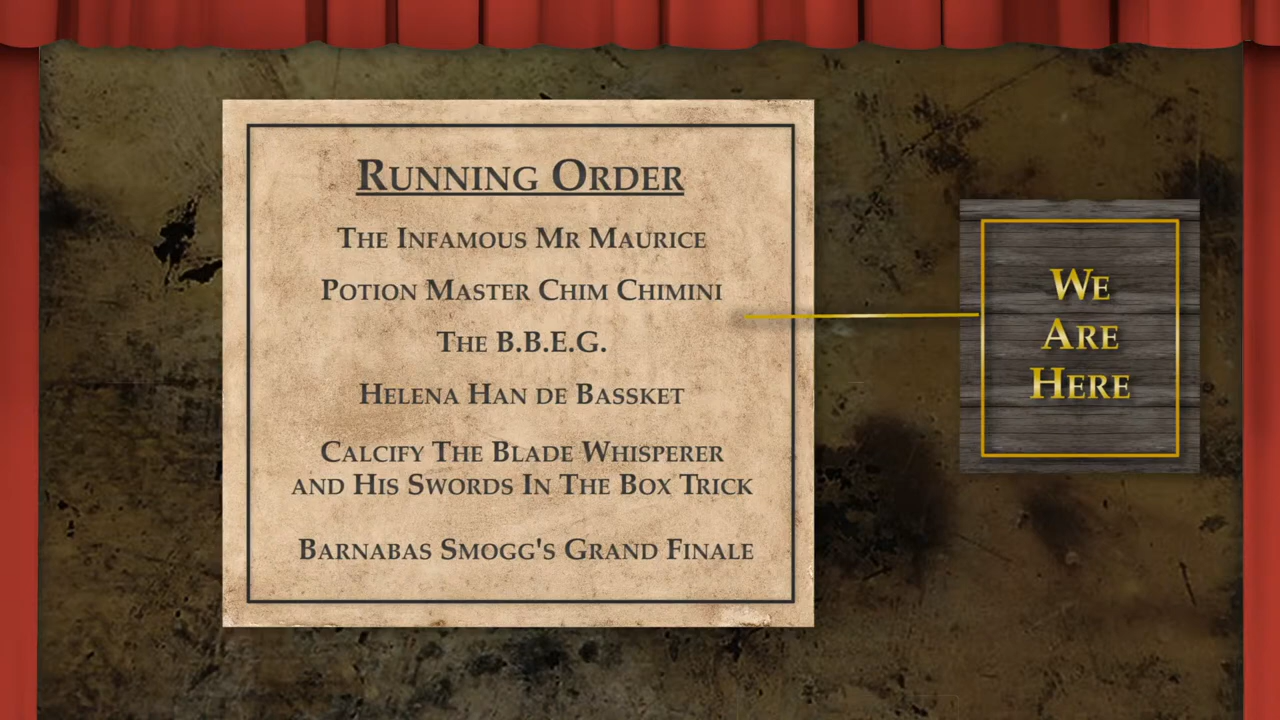 Running Order
The Infamous Mr Maurice
Potion Master Chim Chimini
The B.B.E.G.
Helena Han de Bassket
Calcify The Blade Whisperer
and His Swords In The Box Trick
Barnabas Smogg's Grand Finale
We
Are
Here